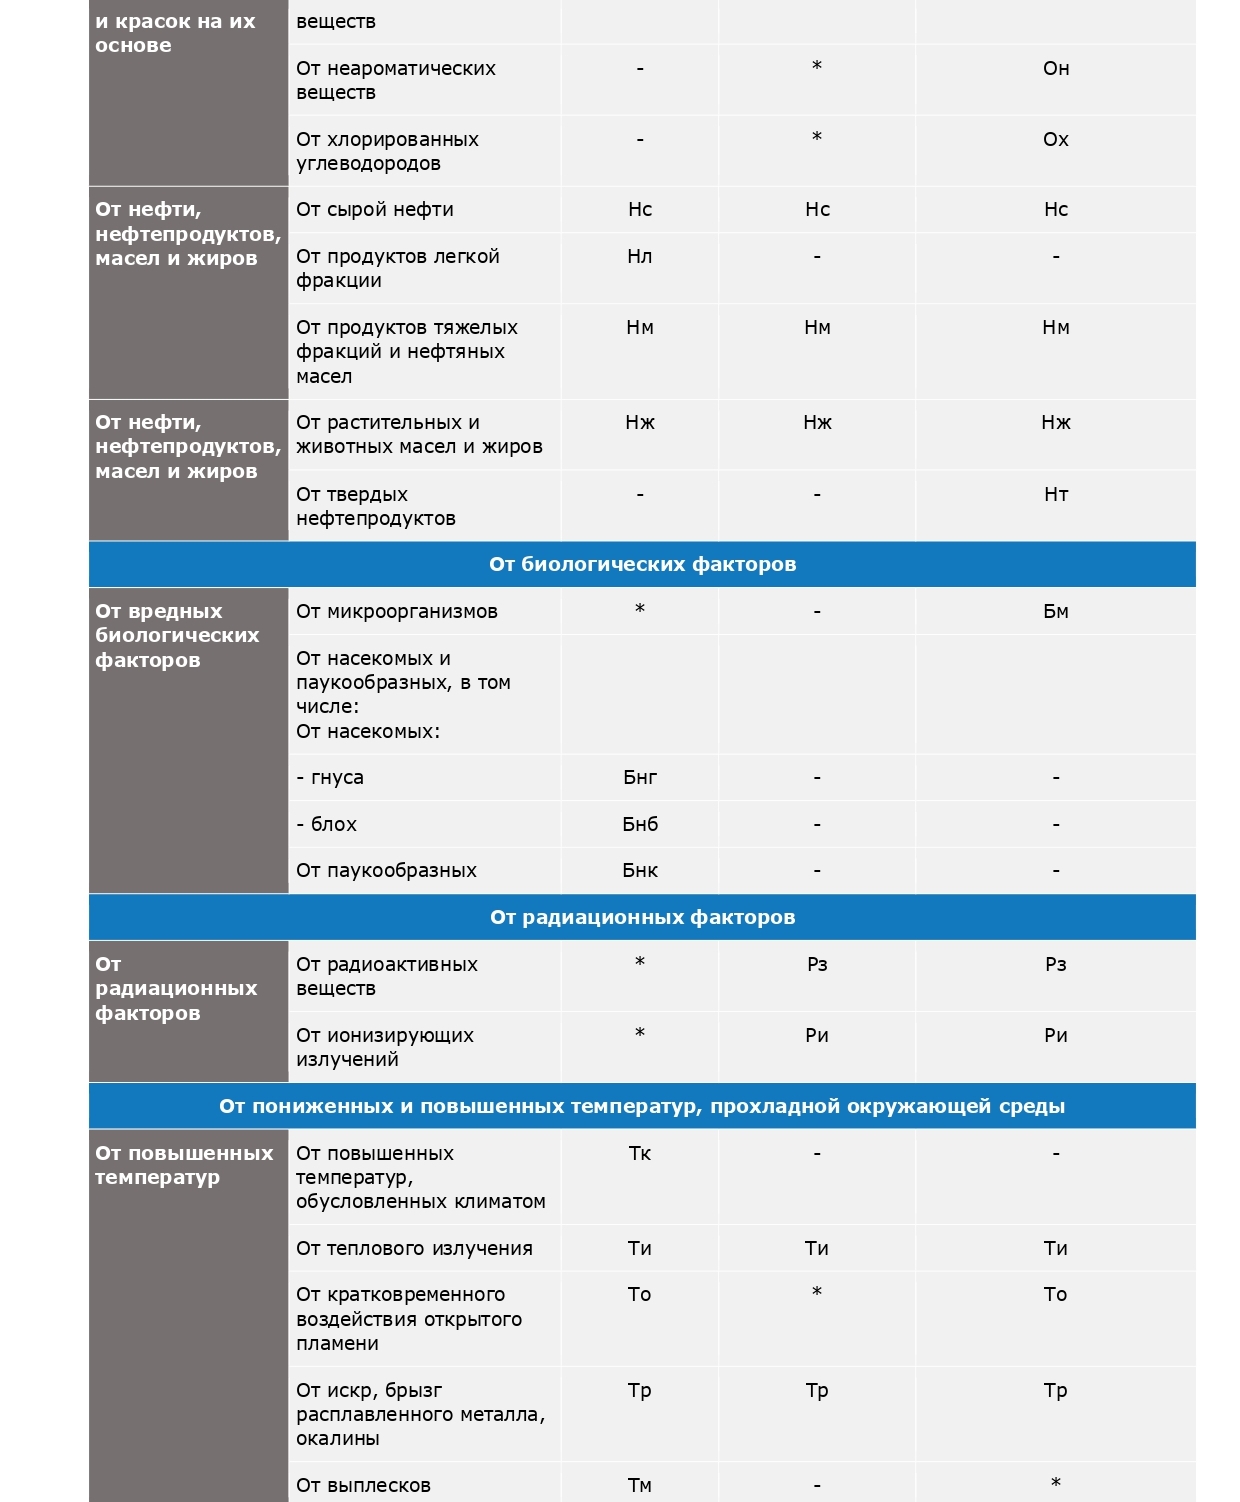 и красок на их
основе
веществ
От неароматических
веществ
-
*
Он
От хлорированных
углеводородов
-
*
Ох
От нефти,
нефтепродуктов,
масел и жиров
От сырой нефти
Нс
Нс
Нс
От продуктов легкой
фракции
Нл
-
-
От продуктов тяжелых
фракций и нефтяных
масел
Нм
Нм
Нм
От нефти,
нефтепродуктов,
масел и жиров
От растительных и
животных масел и жиров
Нж
Нж
Нж
От твердых
нефтепродуктов
-
-
Нт
От биологических факторов
От вредных
биологических
факторов
От микроорганизмов
*
-
Бм
От насекомых и
паукообразных, в том
числе:
От насекомых:
- гнуса
Бнг
-
-
- блох
Бнб
-
-
От паукообразных
Бнк
-
-
От радиационных факторов
От
радиационных
факторов
От радиоактивных
веществ
*
Рз
Рз
От ионизирующих
излучений
*
Ри
Ри
От пониженных и повышенных температур, прохладной окружающей среды
От повышенных
температур
От повышенных
температур,
обусловленных климатом
Тк
-
-
От теплового излучения
Ти
Ти
Ти
От кратковременного
воздействия открытого
пламени
То
*
То
От искр, брызг
расплавленного металла,
окалины
Тр
Тр
Тр
От выплесков
Тм
-
*